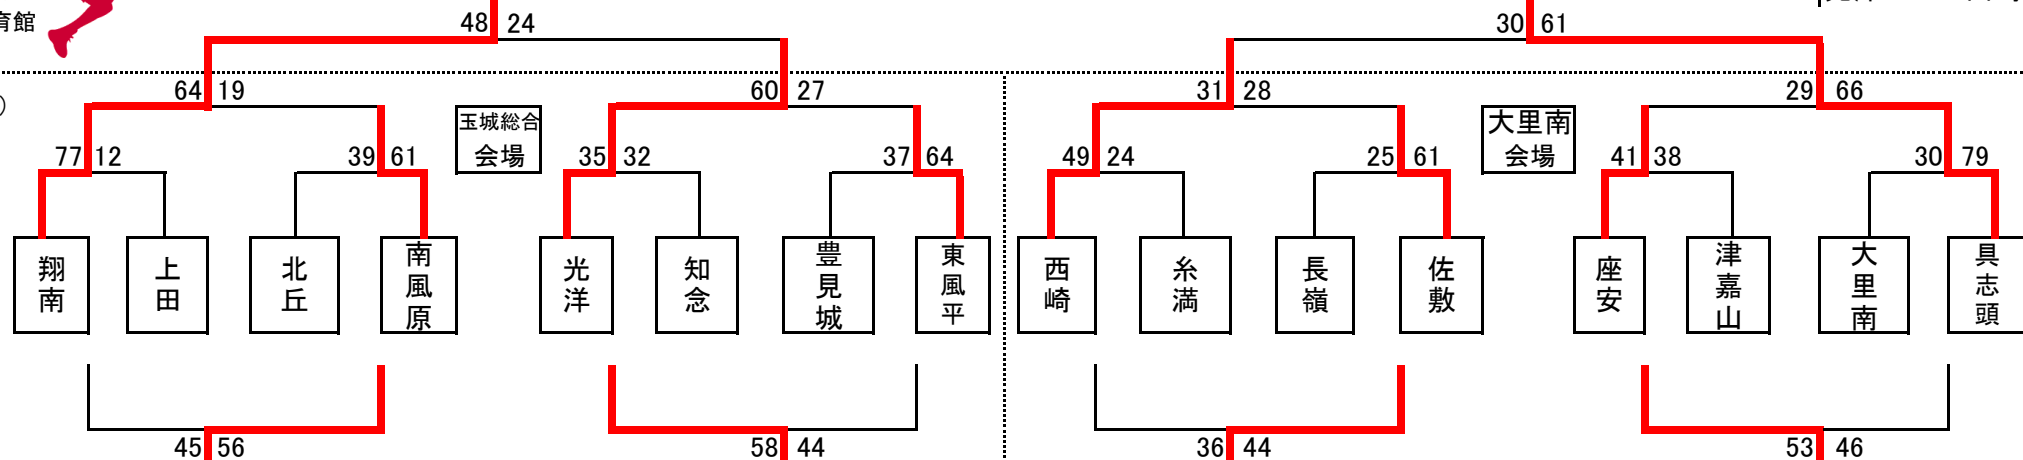 育館
48 24
30 61
64 19
60 27
31 28
29 66
玉城総合
会場
大里南
会場
77 12
39 61
35 32
37 64
49 24
25 61
41 38
30 79
翔南
上田
北丘
南風原
光洋
知念
豊見城
東風平
西崎
糸満
長嶺
佐敷
座安
津嘉山
大里南
具志頭
45 56
58 44
36 44
53 46